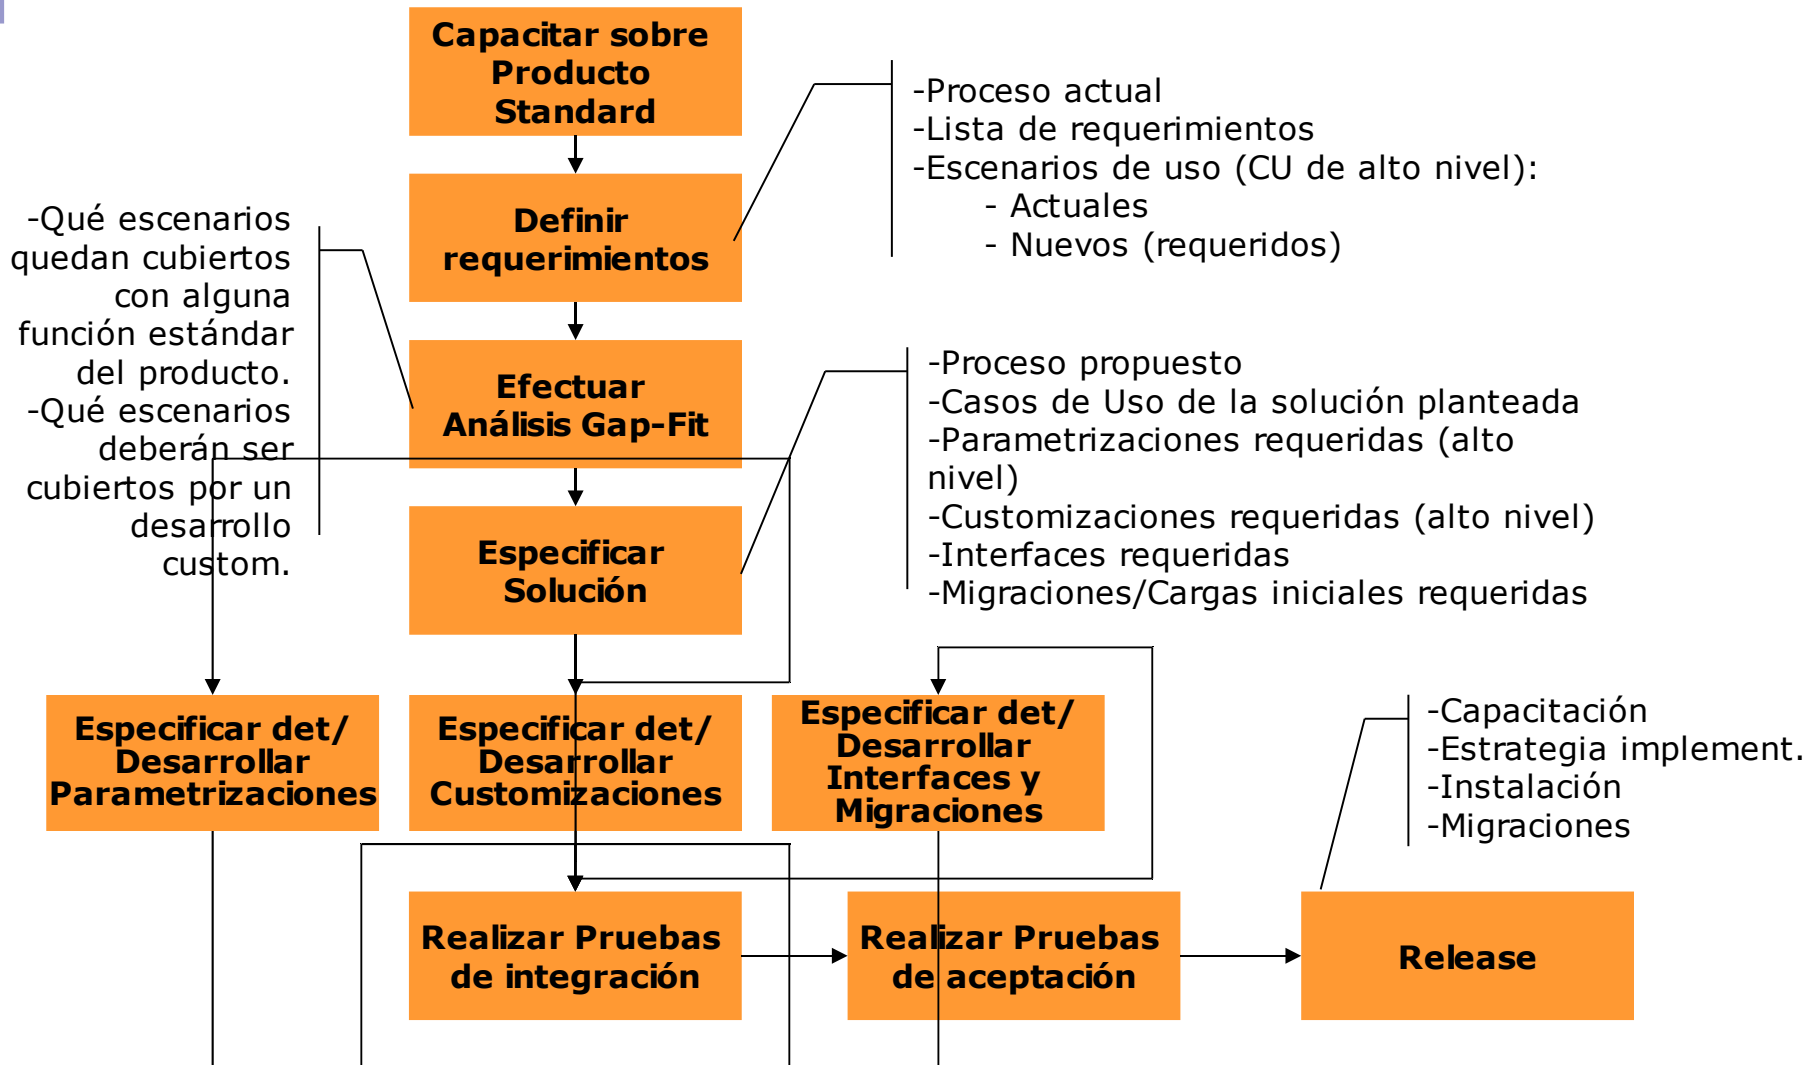 Capacitar sobre
Producto
Standard
-Proceso actual
-Lista de requerimientos
-Escenarios de uso (CU de alto nivel):
- Actuales
- Nuevos (requeridos)
Definir
requerimientos
-Qué escenarios
quedan cubiertos
con alguna
función estándar
del producto.
-Qué escenarios
deberán ser
cubiertos por un
desarrollo
custom.
Efectuar
Análisis Gap-Fit
-Proceso propuesto
-Casos de Uso de la solución planteada
-Parametrizaciones requeridas (alto
nivel)
-Customizaciones requeridas (alto nivel)
-Interfaces requeridas
-Migraciones/Cargas iniciales requeridas
Especificar
Solución
Especificar det/
Desarrollar
Parametrizaciones
Especificar det/
Desarrollar
Customizaciones
Especificar det/
Desarrollar
Interfaces y
Migraciones
-Capacitación
-Estrategia implement.
-Instalación
-Migraciones
Realizar Pruebas
de integración
Realizar Pruebas
de aceptación
Release